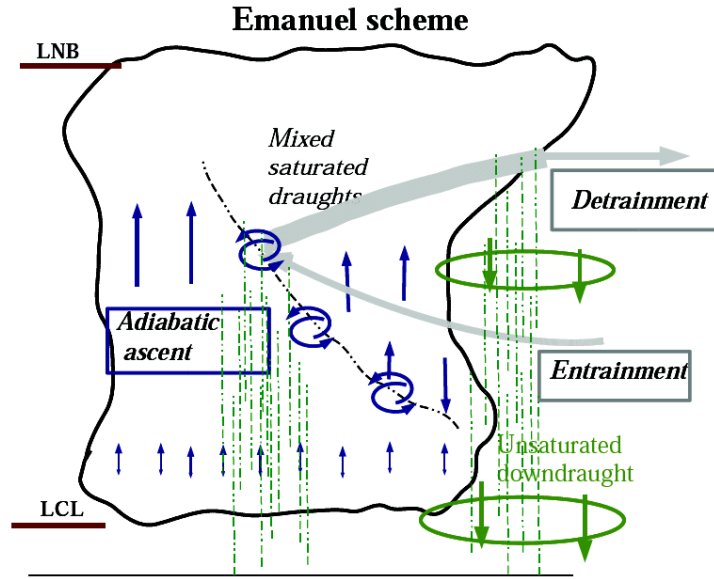 Emanuel scheme
LNB
Mixed
saturated
draughts
Detrainment
Adiabatic
ascent
Entrainment
Unsaturated
downdraught
LCL